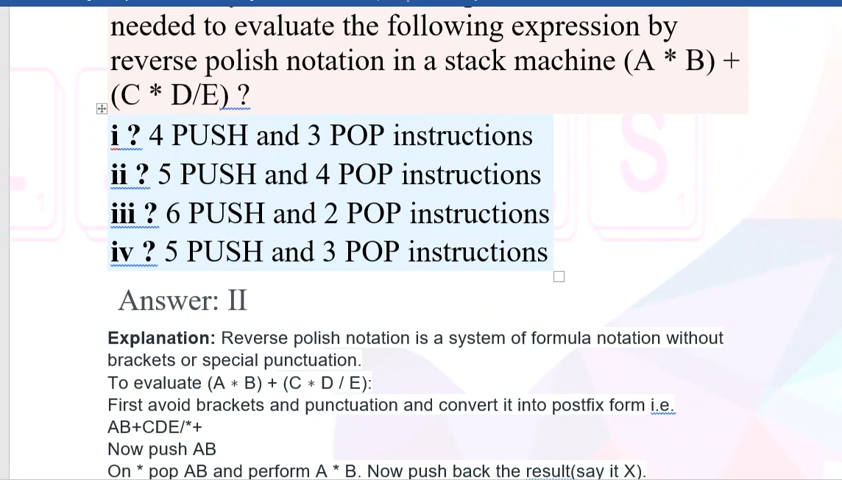 needed to evaluate the following expression by
reverse polish notation in a stack machine (A * B) +
(C * D/E) ?
i ? 4 PUSH and 3 POP instructions
ii ? 5 PUSH and 4 POP instructions
iii ? 6 PUSH and 2 POP instructions
iv ? 5 PUSH and 3 POP instructions
Answer: II
Explanation: Reverse polish notation is a system of formula notation without
brackets or special punctuation.
To evaluate (A * B) + (C * D / E):
First avoid brackets and punctuation and convert it into postfix form i.e.
AB+CDE/*+
Now push AB
On * pop AB and perform A * B. Now push back the result(say it X).